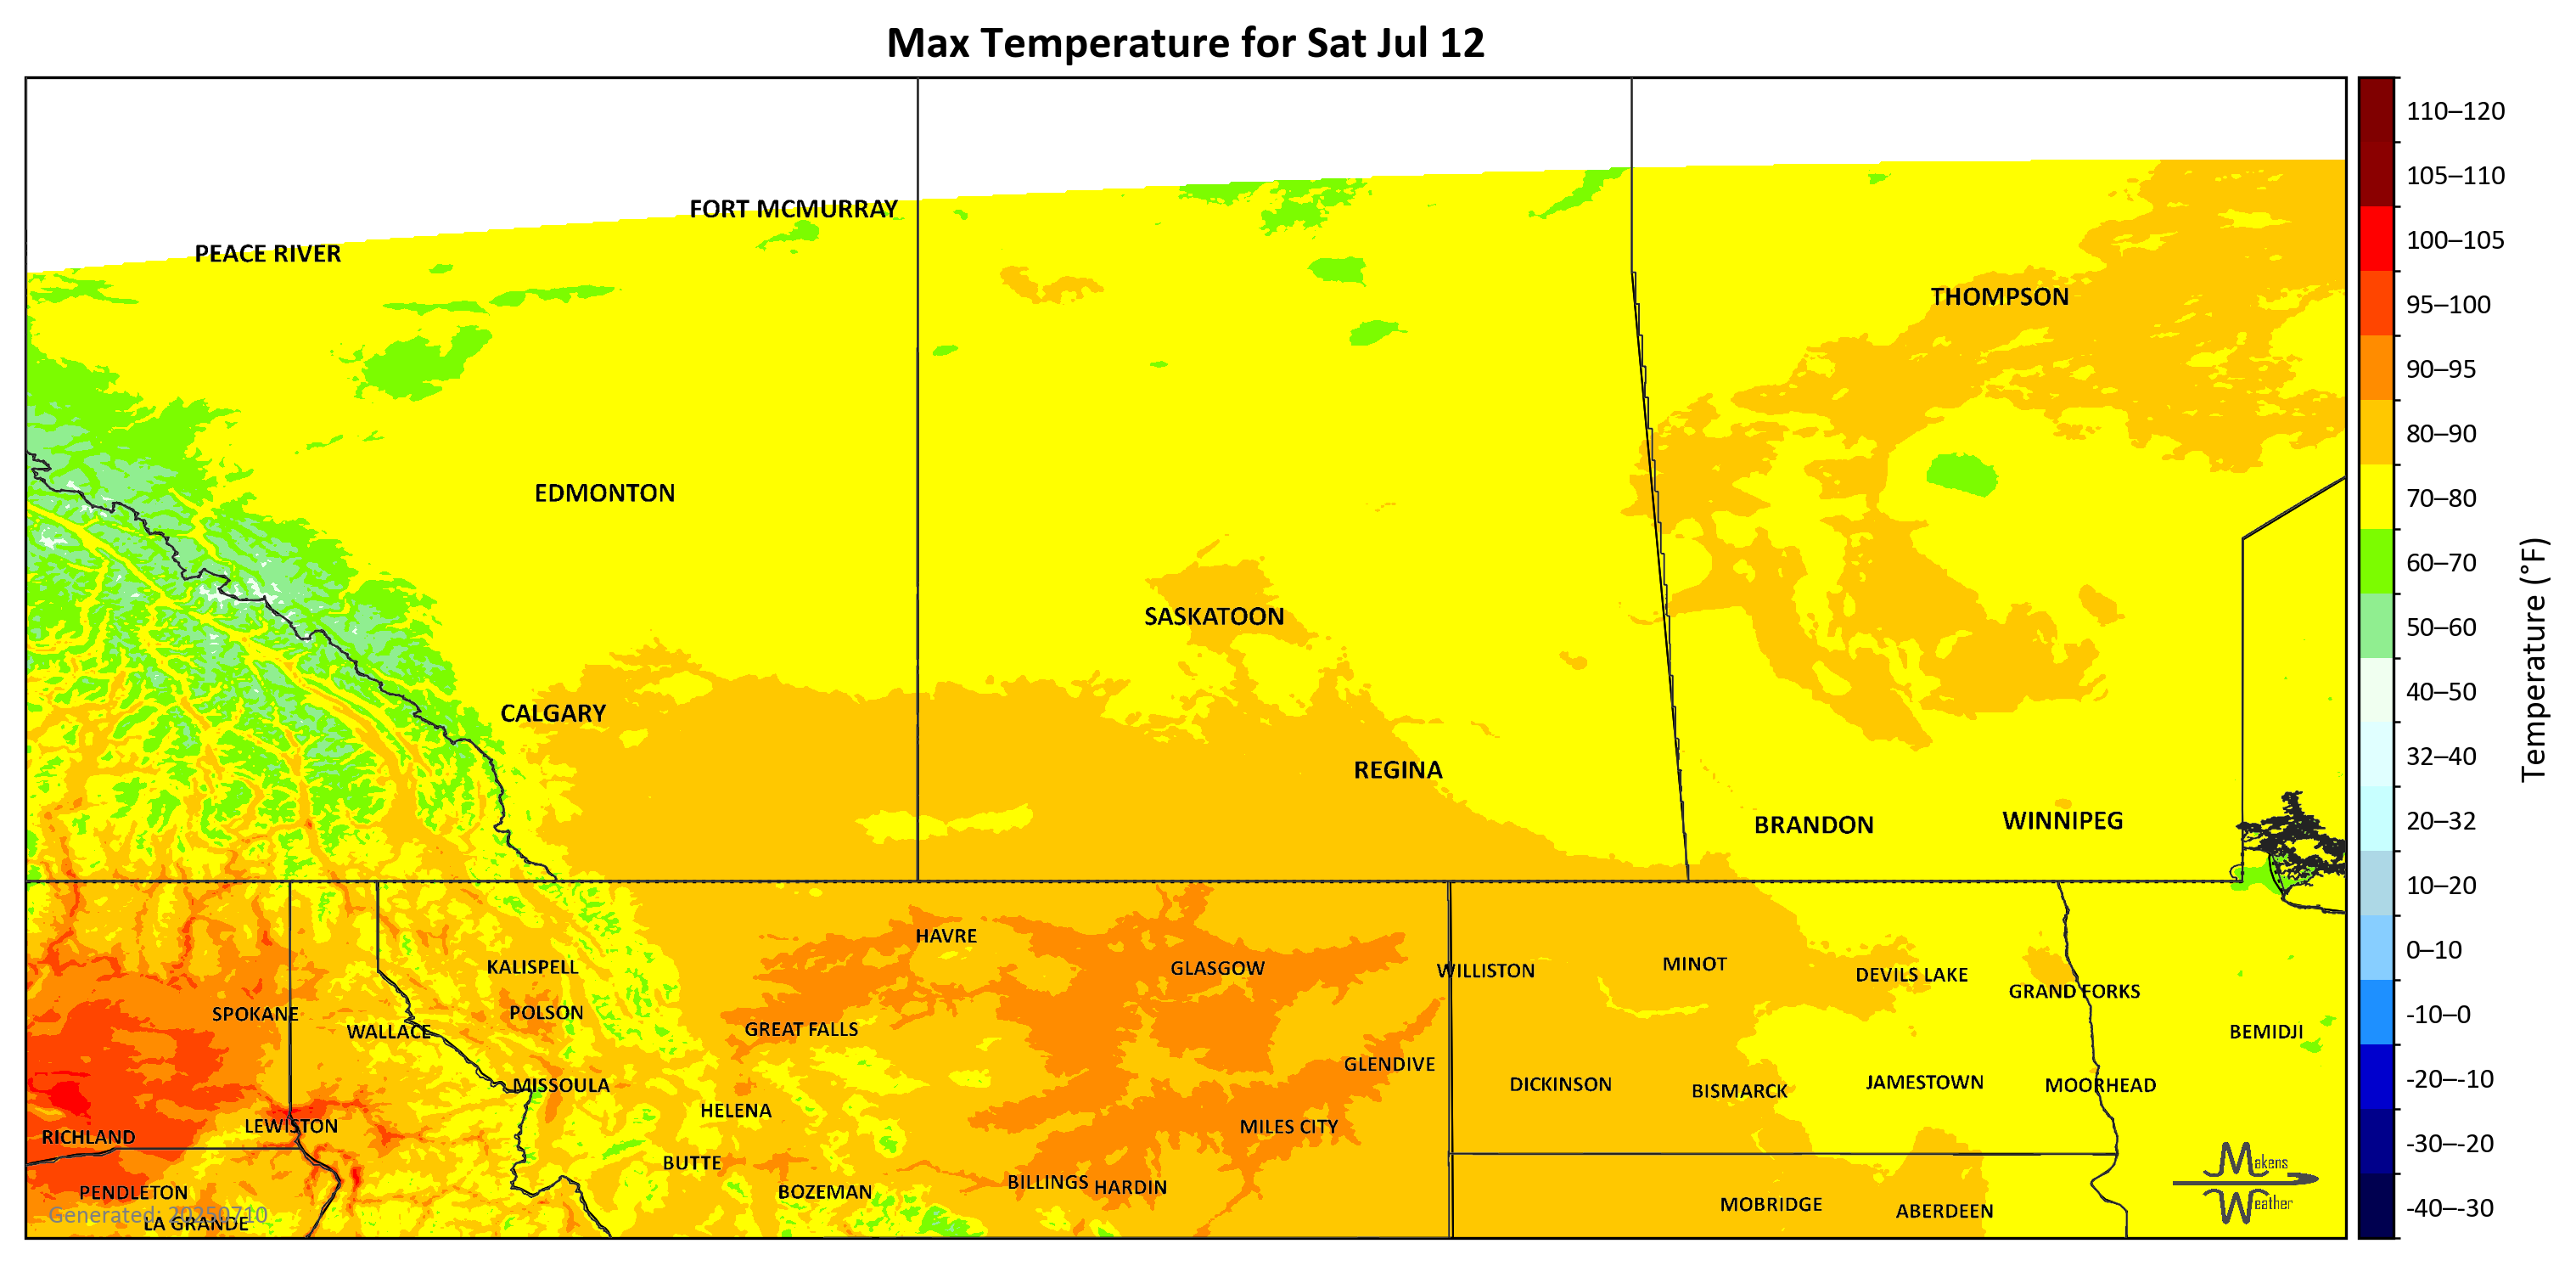 Max Temperature for Sat Jul 12
FORT MCMURRAY
PEACE RIVER
THOMPSON
EDMONTON
SASKATOON
CALGARY
REGINA
BRANDON
WINNIPEG
HAVRE
KALISPELL
GLASGOW
WILLISTON
MINOT
DEVILS LAKE
GRAND FORKS
SPOKANE
POLSON
WALLACE
GREAT FALLS
BEMIDJI
GLENDIVE
MISSOULA
DICKINSON
BISMARCK
JAMESTOWN
MOORHEAD
HELENA
LEWISTON
MILES CITY
RICHLAND
BUTTE
BILLINGS
HARDIN
PENDLETON
BOZEMAN
MOBRIDGE
ABERDEEN
LA GRANDE
Generated: 20250710
Makens
Weather
110–120
105–110
100–105
95–100
90–95
80–90
70–80
60–70
50–60
40–50
32–40
20–32
10–20
0–10
-10–0
-20–-10
-30–-20
-40–-30
Temperature (°F)